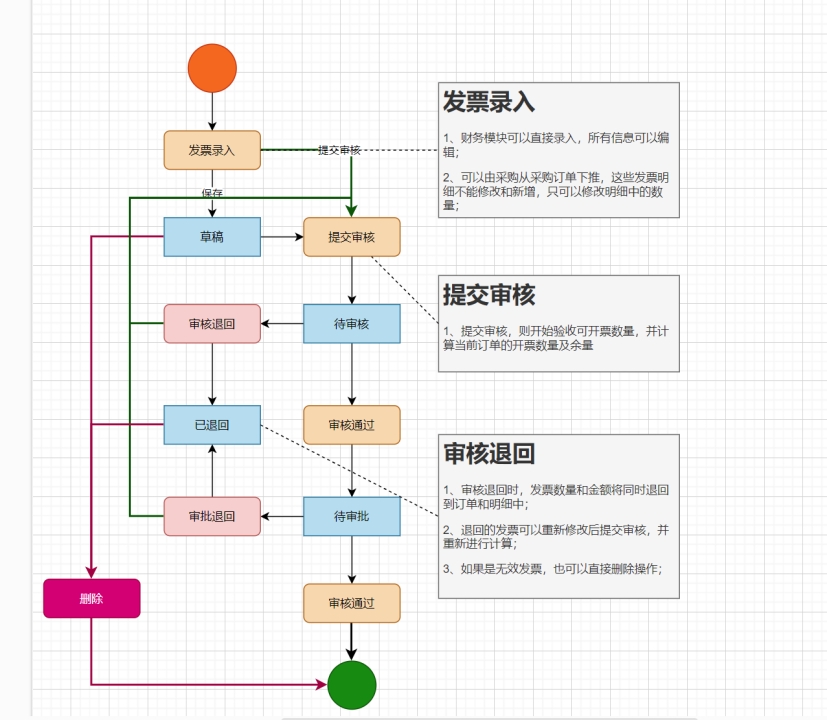 发票录入
提交审核
保存
草稿
提交审核
审核退回
待审核
已退回
审核通过
审批退回
待审批
删除
审核通过
发票录入
1、财务模块可以直接录入，所有信息可以编
辑；
2、可以由采购从采购订单下推，这些发票明
细不能修改和新增，只可以修改明细中的数
量；
提交审核
1、提交审核，则开始验收可开票数量，并计
算当前订单的开票数量及余量
审核退回
1、审核退回时，发票数量和金额将同时退回
到订单和明细中；
2、退回的发票可以重新修改后提交审核，并
重新进行计算；
3、如果是无效发票，也可以直接删除操作；